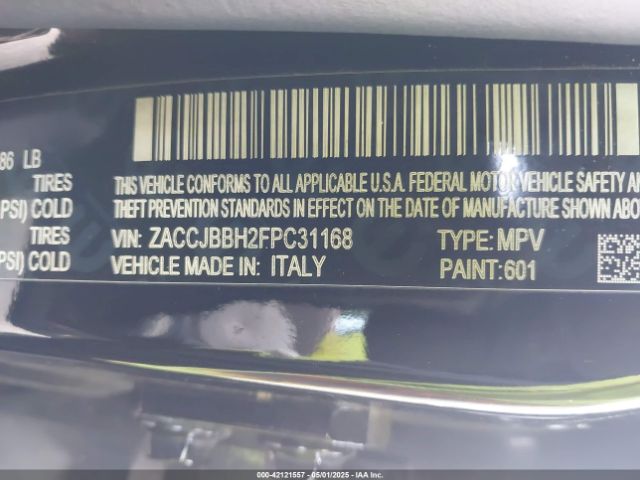 86 LB
TIRES
PSI) COLD
TIRES
PSI) COLD
THIS VEHICLE CONFORMS TO ALL APPLICABLE U.S.A. FEDERAL MOTOR VEHICLE SAFETY AN
THEFT PREVENTION STANDARDS IN EFFECT ON THE DATE OF MANUFACTURE SHOW
VIN: ZACCJBBH2FPC31168 TYPE: MPV
VEHICLE MADE IN: ITALY PAINT:601
000-42121557 - 05/01/2025 - © IAA Inc.